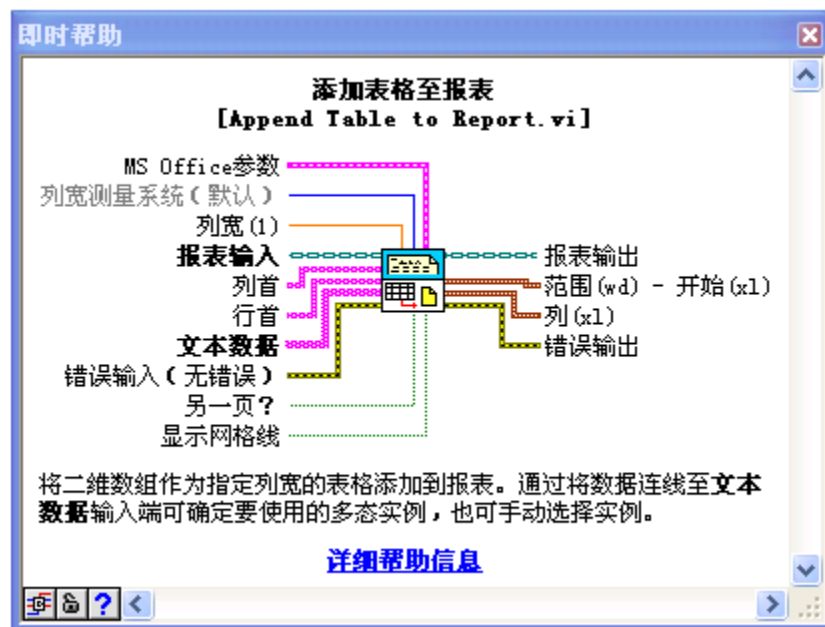 即时帮助
添加表格至报表
[Append Table to Report.vi]
MS Office参数
列宽测量系统(默认)
列宽(1)
报表输入
报表输出
列首
范围(wd) - 开始(xl)
行首
列(xl)
文本数据
错误输出
错误输入(无错误)
另一页?
显示网格线
将二维数组作为指定列宽的表格添加到报表。通过将数据连线至文本
数据输入端可确定要使用的多态实例,也可手动选择实例。
详细帮助信息
?